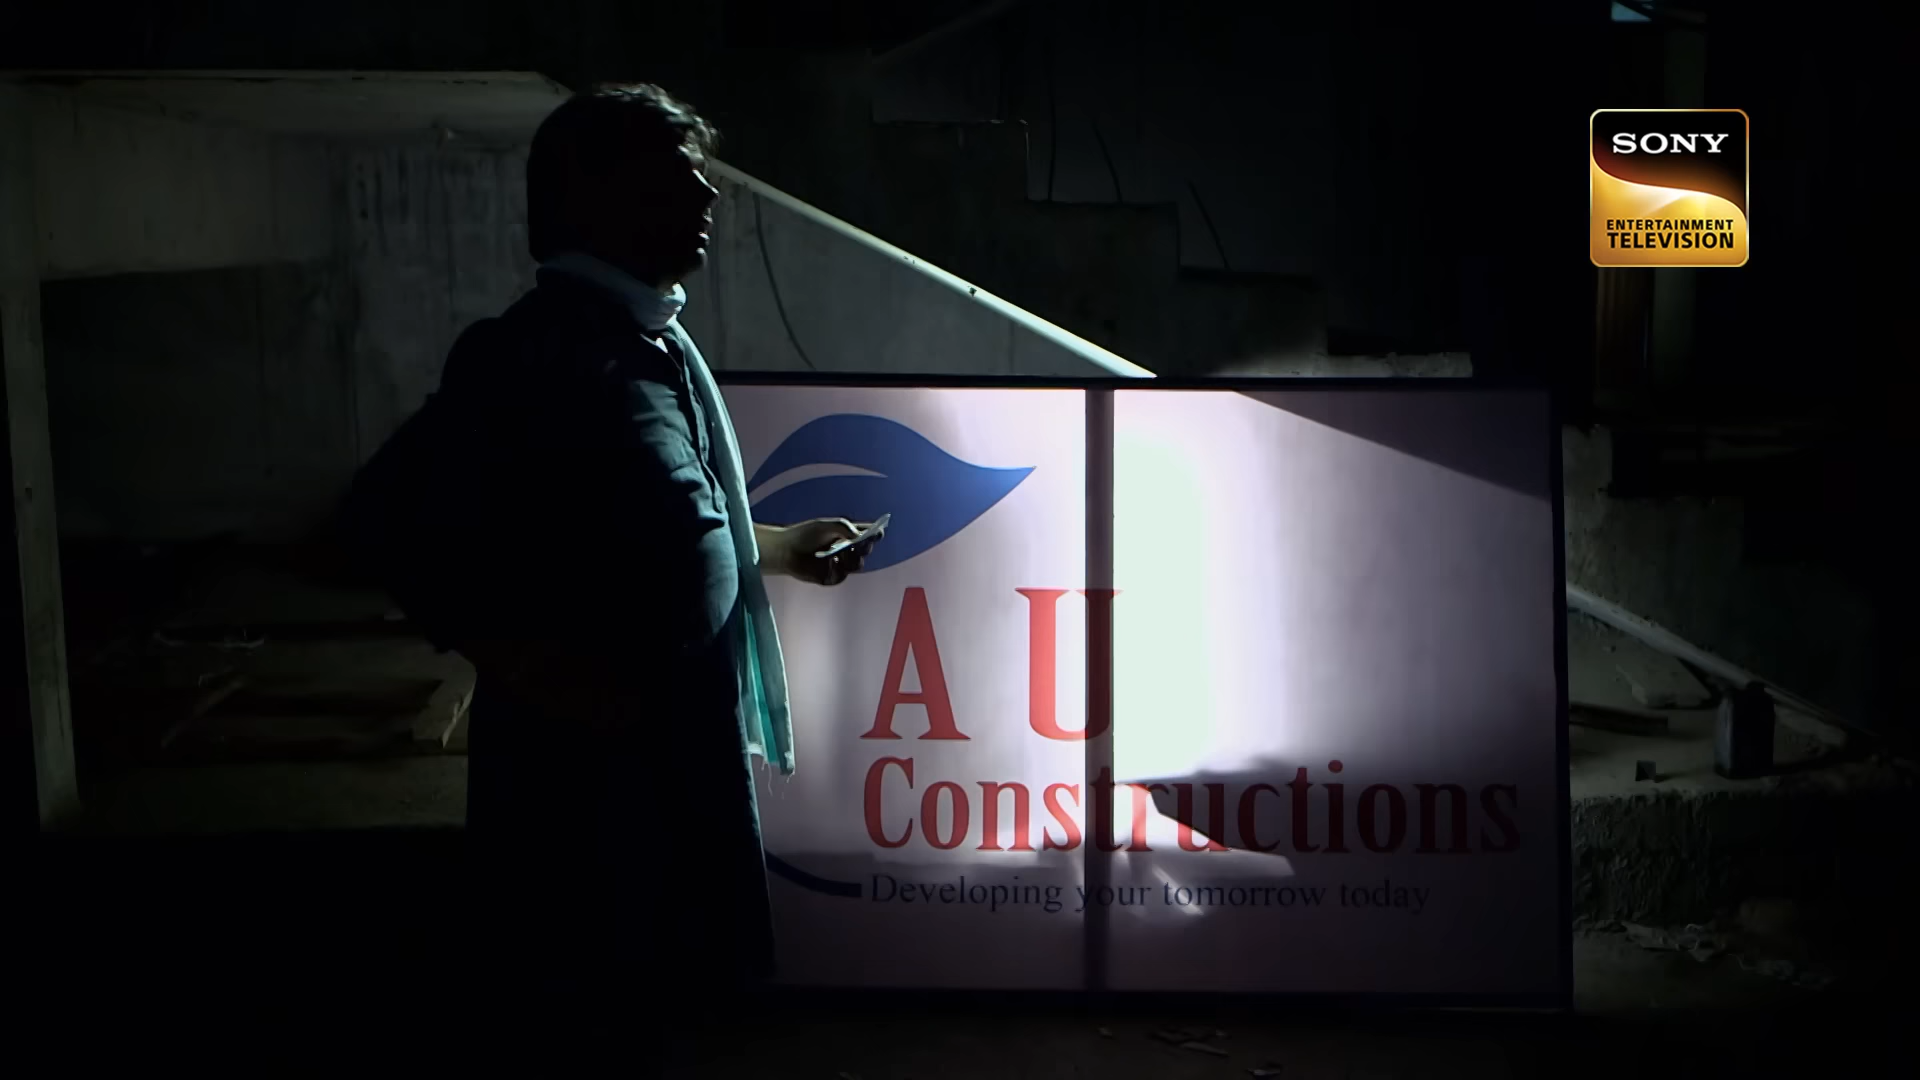 SONY
ENTERTAINMENT
TELEVISION
A U
Constructions
Developing your tomorrow today